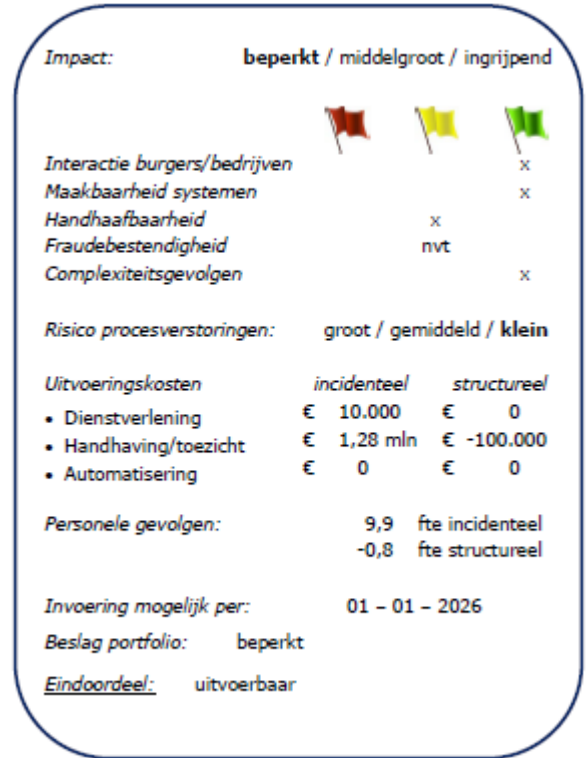 Impact: beperkt / middelgroot / ingrijpend
Interactie burgers/bedrijven x
Maakbaarheid systemen x
Handhaafbaarheid x
Fraudebestendigheid nvt
Complexiteitsgevolgen x
Risico procesverstoringen: groot / gemiddeld / klein
Uitvoeringskosten incidenteel structureel
• Dienstverlening € 10.000 € 0
• Handhaving/toezicht € 1,28 mln € -100.000
• Automatisering € 0 € 0
Personele gevolgen: 9,9 fte incidenteel
-0,8 fte structureel
Invoering mogelijk per: 01 – 01 – 2026
Beslag portfolio: beperkt
Eindoordeel: uitvoerbaar